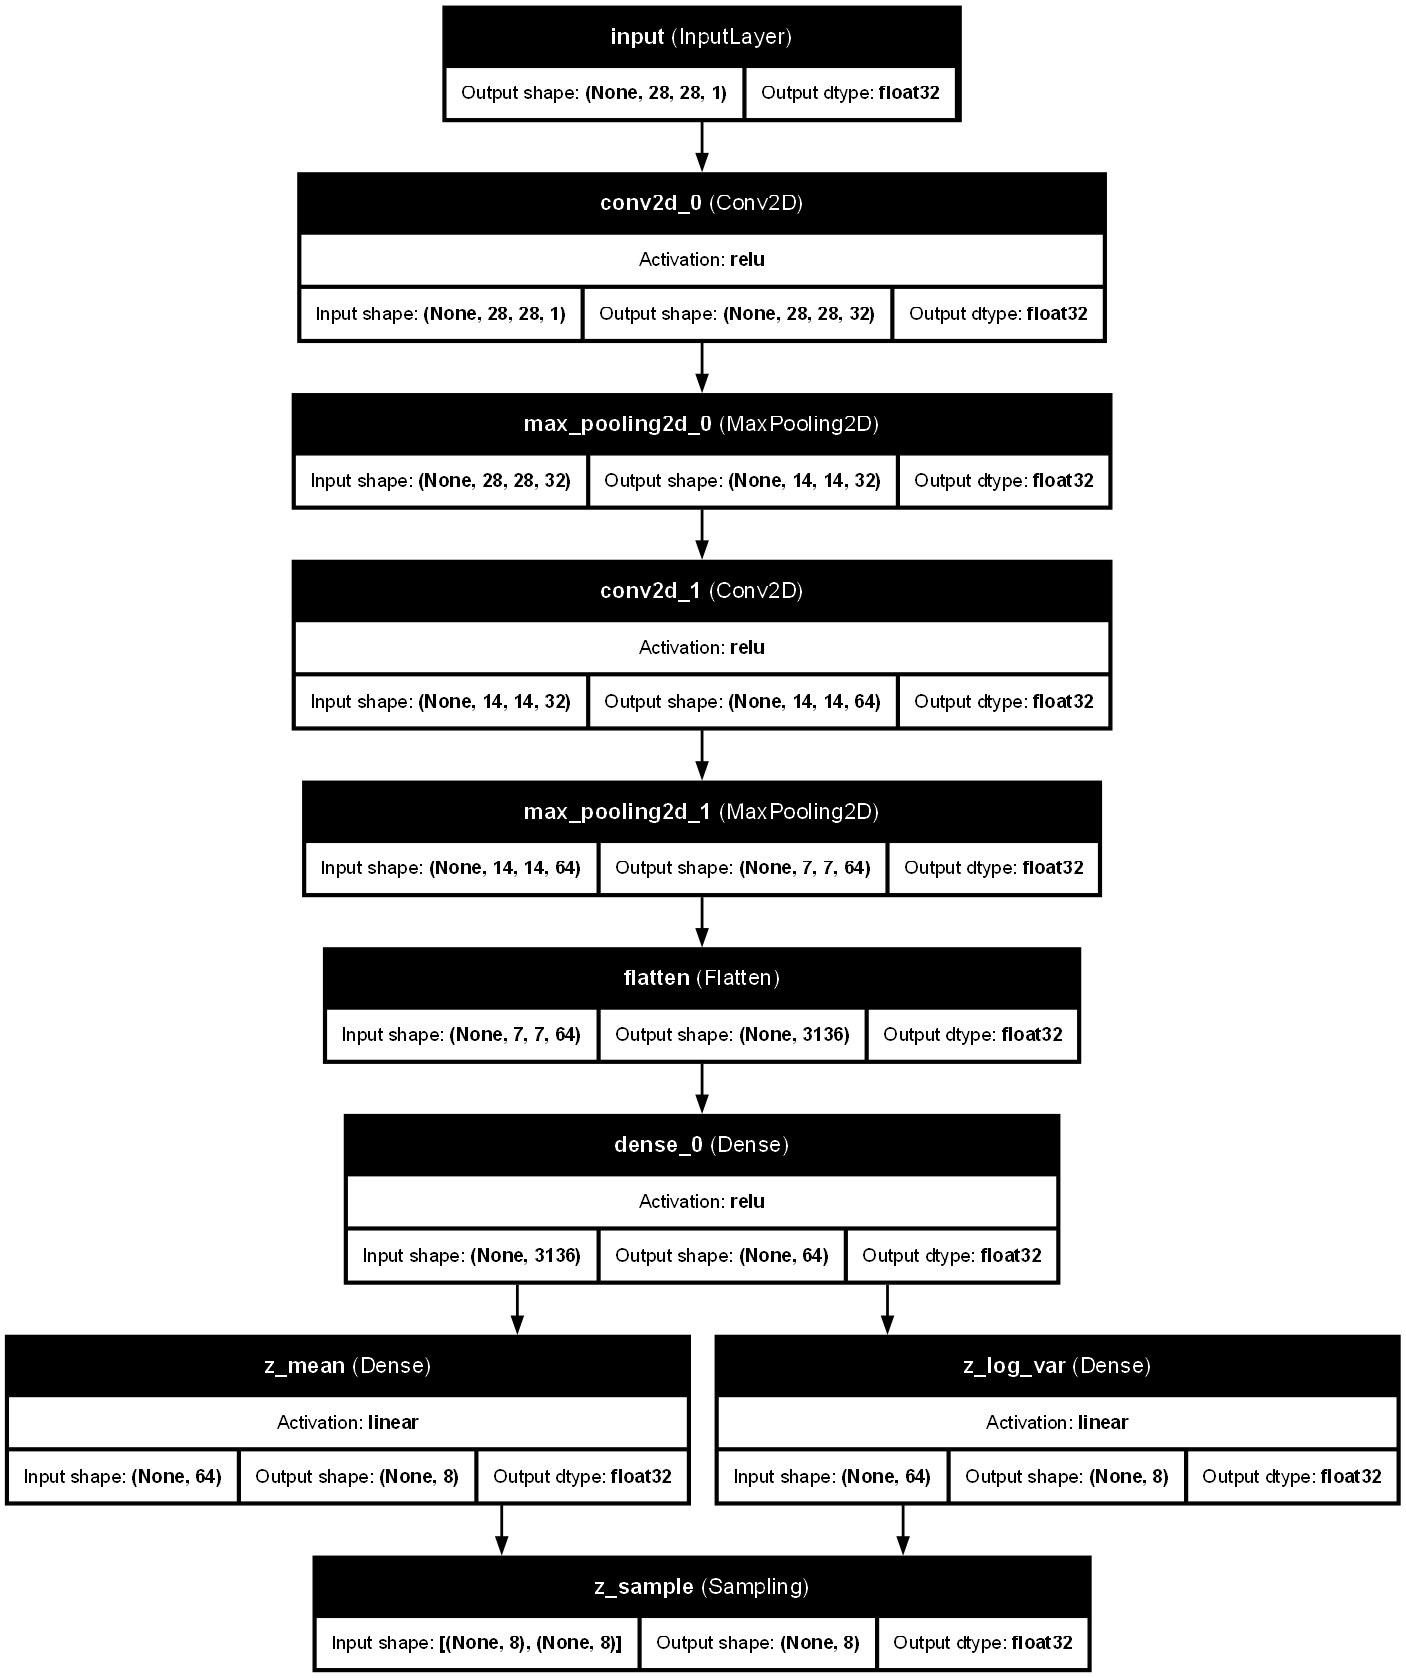 input (InputLayer)
Output shape: (None, 28, 28, 1) Output dtype: float32
conv2d_0 (Conv2D)
Activation: relu
Input shape: (None, 28, 28, 1) Output shape: (None, 28, 28, 32) Output dtype: float32
max_pooling2d_0 (MaxPooling2D)
Input shape: (None, 28, 28, 32) Output shape: (None, 14, 14, 32) Output dtype: float32
conv2d_1 (Conv2D)
Activation: relu
Input shape: (None, 14, 14, 32) Output shape: (None, 14, 14, 64) Output dtype: float32
max_pooling2d_1 (MaxPooling2D)
Input shape: (None, 14, 14, 64) Output shape: (None, 7, 7, 64) Output dtype: float32
flatten (Flatten)
Input shape: (None, 7, 7, 64) Output shape: (None, 3136) Output dtype: float32
dense_0 (Dense)
Activation: relu
Input shape: (None, 3136) Output shape: (None, 64) Output dtype: float32
z_mean (Dense)
Activation: linear
Input shape: (None, 64) Output shape: (None, 8) Output dtype: float32
z_log_var (Dense)
Activation: linear
Input shape: (None, 64) Output shape: (None, 8) Output dtype: float32
z_sample (Sampling)
Input shape: [(None, 8), (None, 8)] Output shape: (None, 8) Output dtype: float32